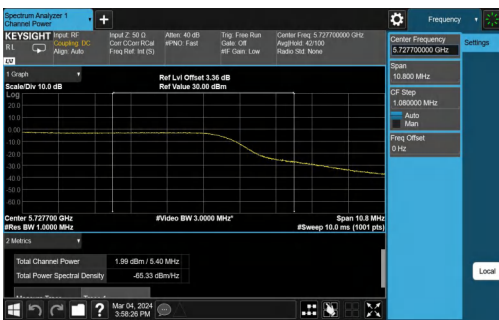 Spectrum Analyzer 1
Channel Power
Frequency
KEYSIGHT
Input: RF
Coupling: DC
Align: Auto
RL
Input Z: 50 Ω
Corr CCorr RCal
Freq Ref: Int (S)
Atten: 40 dB
#PNO: Fast
Trig: Free Run
Gate: Off
#IF Gain: Low
Center Freq: 5.727700000 GHz
Avg|Hold: 42/100
Radio Std: None
Center Frequency
5.727700000 GHz
Settings
Span
10.800 MHz
CF Step
1.080000 MHz
Auto
Man
Freq Offset
0 Hz
1 Graph
Scale/Div 10.0 dB
Ref Lvl Offset 3.36 dB
Ref Value 30.00 dBm
Log
20.0
10.0
0.00
-10.0
-20.0
-30.0
-40.0
-50.0
-60.0
Center 5.727700 GHz
#Video BW 3.0000 MHz*
Span 10.8 MHz
#Res BW 1.0000 MHz
#Sweep 10.0 ms (1001 pts)
2 Metrics
Total Channel Power
1.99 dBm / 5.40 MHz
Total Power Spectral Density
-65.33 dBm/Hz
Local
?
Mar 04, 2024
3:58:26 PM